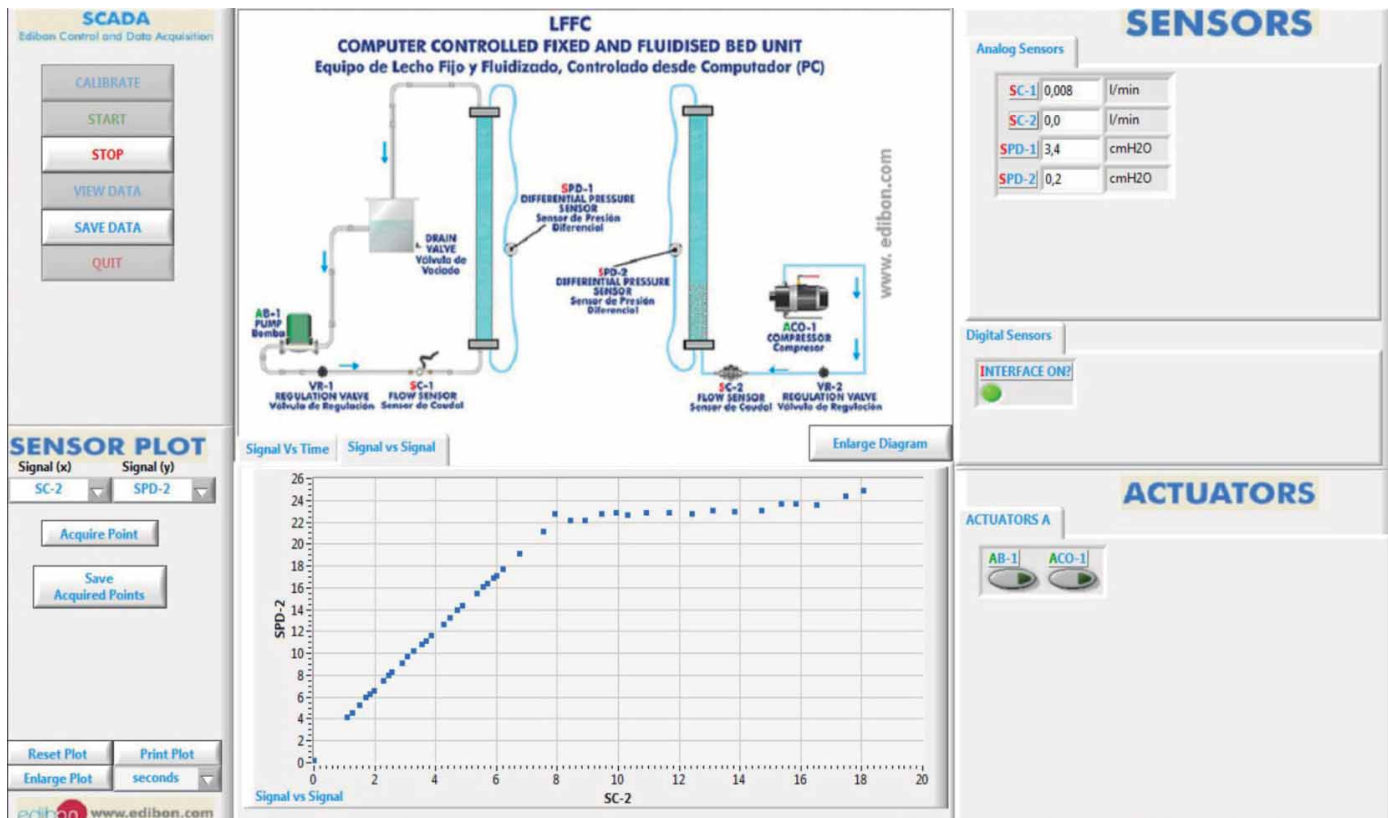 SCADA
Edibon Control and Data Acquisition
CALIBRATE
START
STOP
VIEW DATA
SAVE DATA
QUIT
LFFC
COMPUTER CONTROLLED FIXED AND FLUIDISED BED UNIT
Equipo de Lecho Fijo y Fluidizado, Controlado desde Computador (PC)
SPD-1
DIFFERENTIAL PRESSURE
SENSOR
Sensor de Presión
Diferencial
DRAIN
VALVE
Válvula de
Vaciado
SPD-2
DIFFERENTIAL PRESSURE
SENSOR
Sensor de Presión
Diferencial
AB-1
PUMP
Bomba
ACO-1
COMPRESSOR
Compresor
VR-1
REGULATION VALVE
Válvula de Regulación
SC-1
FLOW SENSOR
Sensor de Caudal
SC-2
FLOW SENSOR
Sensor de Caudal
VR-2
REGULATION VALVE
Válvula de Regulación
www. edibon.com
SENSORS
Analog Sensors
SC-1 0,008 l/min
SC-2 0,0 l/min
SPD-1 3,4 cmH2O
SPD-2 0,2 cmH2O
Digital Sensors
INTERFACE ON?
SENSOR PLOT
Signal (x) Signal (y)
SC-2 SPD-2
Acquire Point
Save
Acquired Points
Reset Plot Print Plot
Enlarge Plot seconds
edibon www.edibon.com
Signal Vs Time Signal vs Signal
Enlarge Diagram
26
24
22
20
18
16
14
12
10
8
6
4
2
0
SPD-2
0 2 4 6 8 10 12 14 16 18 20
Signal vs Signal
SC-2
ACTUATORS
ACTUATORS A
AB-1 ACO-1